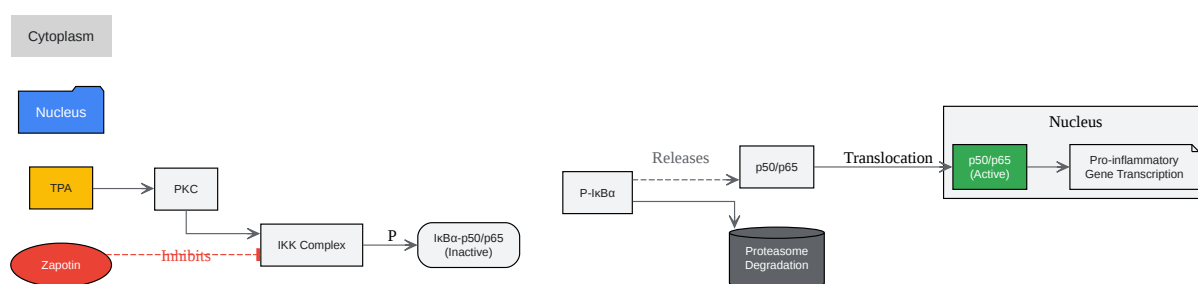 Cytoplasm
Nucleus
TPA
PKC
Zapotin
Inhibits
IKK Complex
P
IκBα-p50/p65
(Inactive)
P-IκBα
Releases
p50/p65
Proteasome
Degradation
Translocation
Nucleus
p50/p65
(Active)
Pro-inflammatory
Gene Transcription